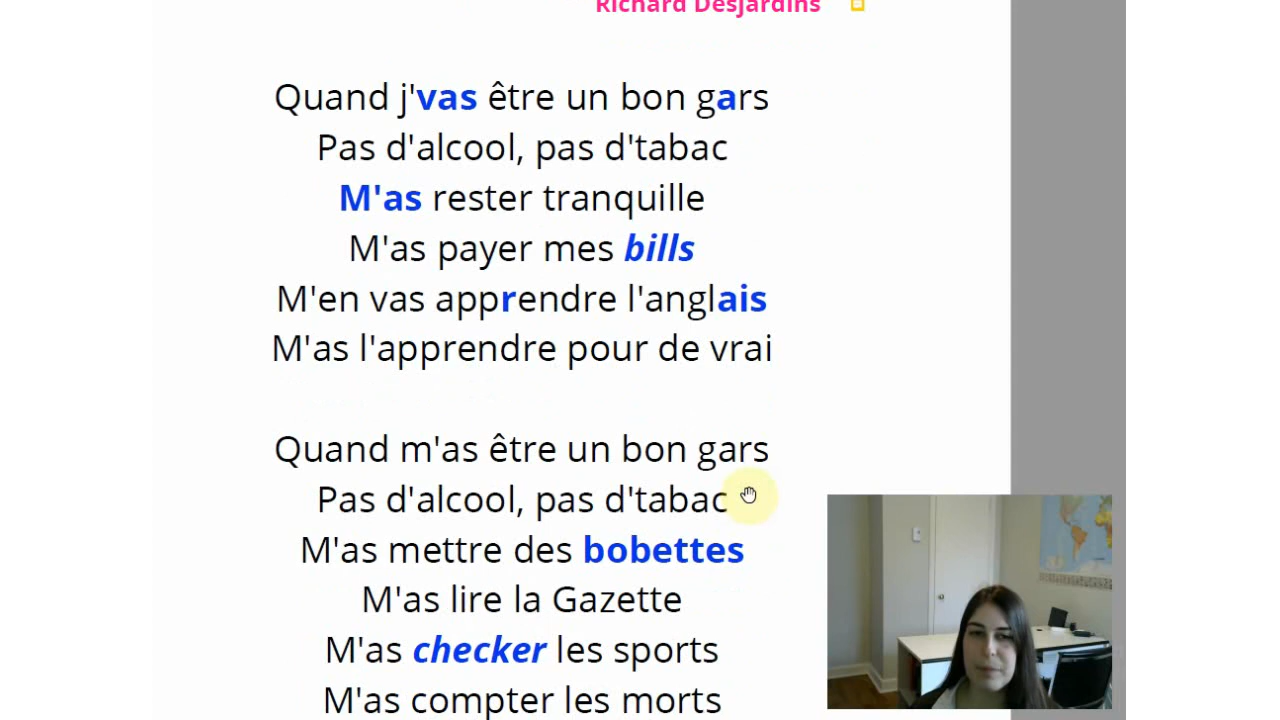 Richard Desjardins
Quand j'vas être un bon gars
Pas d'alcool, pas d'tabac
M'as rester tranquille
M'as payer mes bills
M'en vas apprendre l'anglais
M'as l'apprendre pour de vrai
Quand m'as être un bon gars
Pas d'alcool, pas d'tabac
M'as mettre des bobettes
M'as lire la Gazette
M'as checker les sports
M'as compter les morts